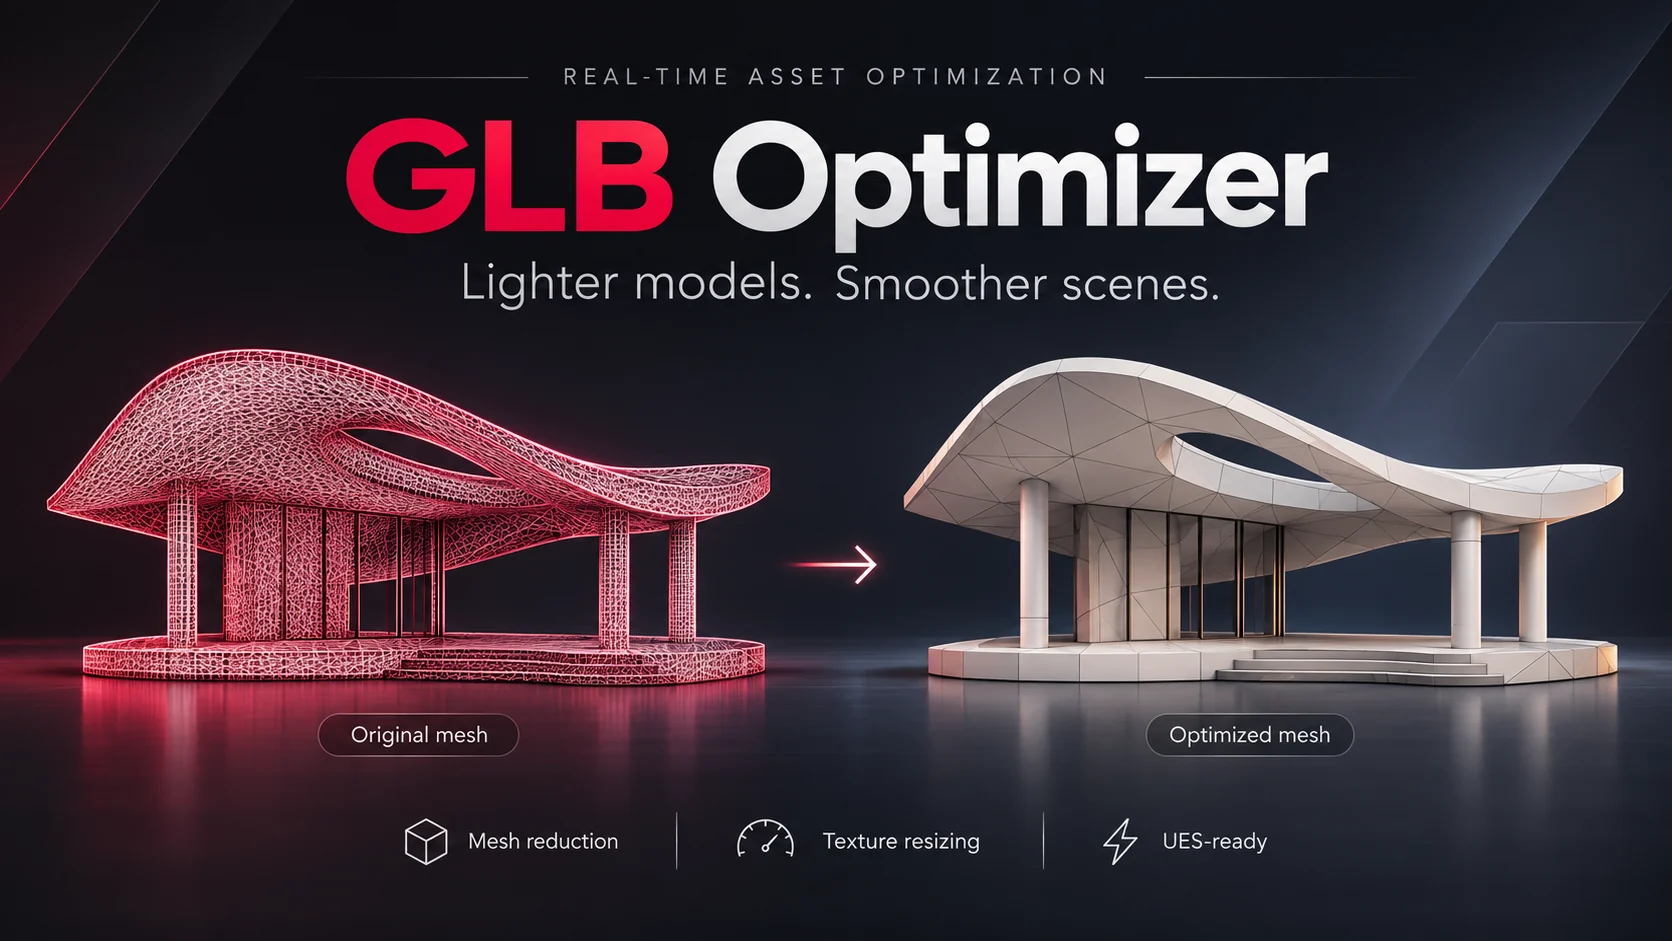 REAL-TIME ASSET OPTIMIZATION
GLB Optimizer
Lighter models. Smoother scenes.
Original mesh
Optimized mesh
Mesh reduction
Texture resizing
UES-ready